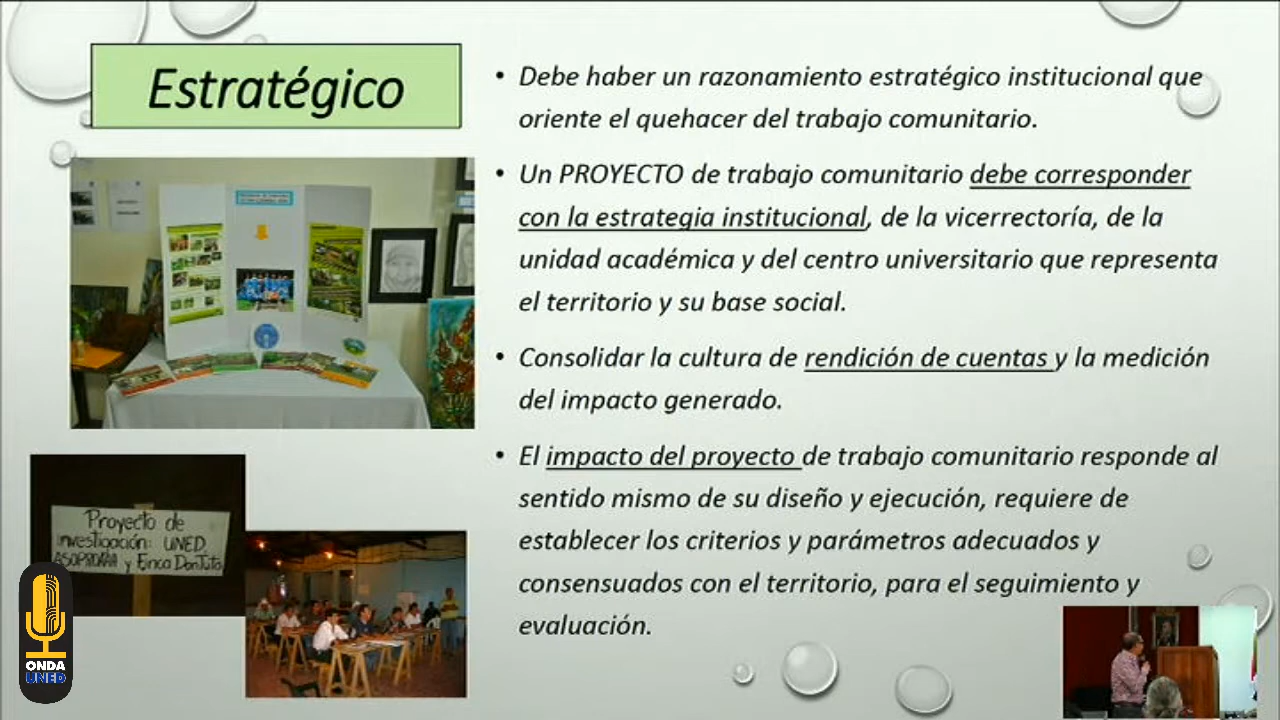 Estratégico
• Debe haber un razonamiento estratégico institucional que
oriente el quehacer del trabajo comunitario.
• Un PROYECTO de trabajo comunitario debe corresponder
con la estrategia institucional, de la vicerrectoría, de la
unidad académica y del centro universitario que representa
el territorio y su base social.
• Consolidar la cultura de rendición de cuentas y la medición
del impacto generado.
• El impacto del proyecto de trabajo comunitario responde al
sentido mismo de su diseño y ejecución, requiere de
establecer los criterios y parámetros adecuados y
consensuados con el territorio, para el seguimiento y
evaluación.
Proyecto de
investigación: UNED
y Finca Don Tuto
ONDA
UNED